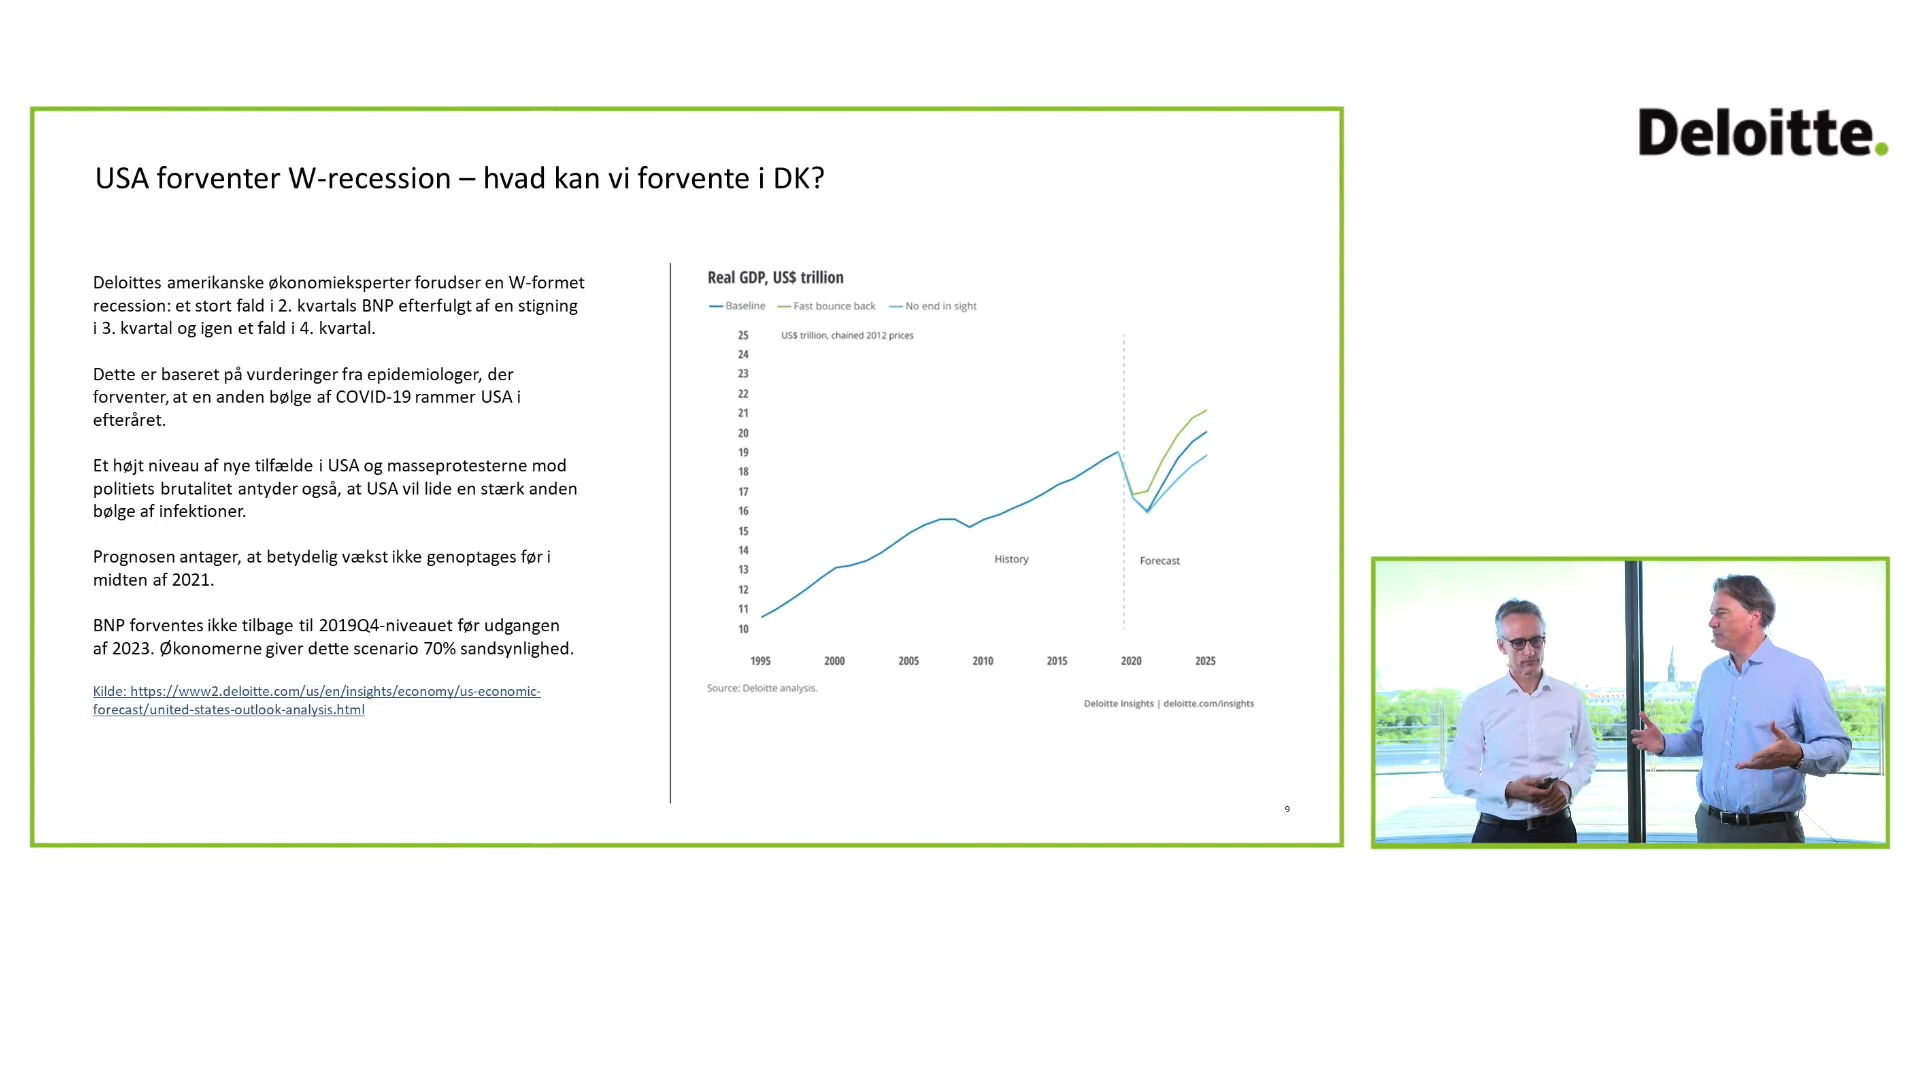 Deloitte.
USA forventer W-recession – hvad kan vi forvente i DK?
Deloittes amerikanske økonomieksperter forudser en W-formet
recession: et stort fald i 2. kvartals BNP efterfulgt af en stigning
i 3. kvartal og igen et fald i 4. kvartal.
Dette er baseret på vurderinger fra epidemiologer, der
forventer, at en anden bølge af COVID-19 rammer USA i
efteråret.
Et højt niveau af nye tilfælde i USA og masseprotesterne mod
politiets brutalitet antyder også, at USA vil lide en stærk anden
bølge af infektioner.
Prognosen antager, at betydelig vækst ikke genoptages før i
midten af 2021.
BNP forventes ikke tilbage til 2019Q4-niveauet før udgangen
af 2023. Økonomerne giver dette scenario 70% sandsynlighed.
Kilde: https://www2.deloitte.com/us/en/insights/economy/us-economic-
forecast/united-states-outlook-analysis.html
Real GDP, US$ trillion
Baseline Fast bounce back No end in sight
25 US$ trillion, chained 2012 prices
24
23
22
21
20
19
18
17
16
15
14
13
12
11
10
History Forecast
1995 2000 2005 2010 2015 2020 2025
Source: Deloitte analysis.
Deloitte Insights | deloitte.com/insights
9